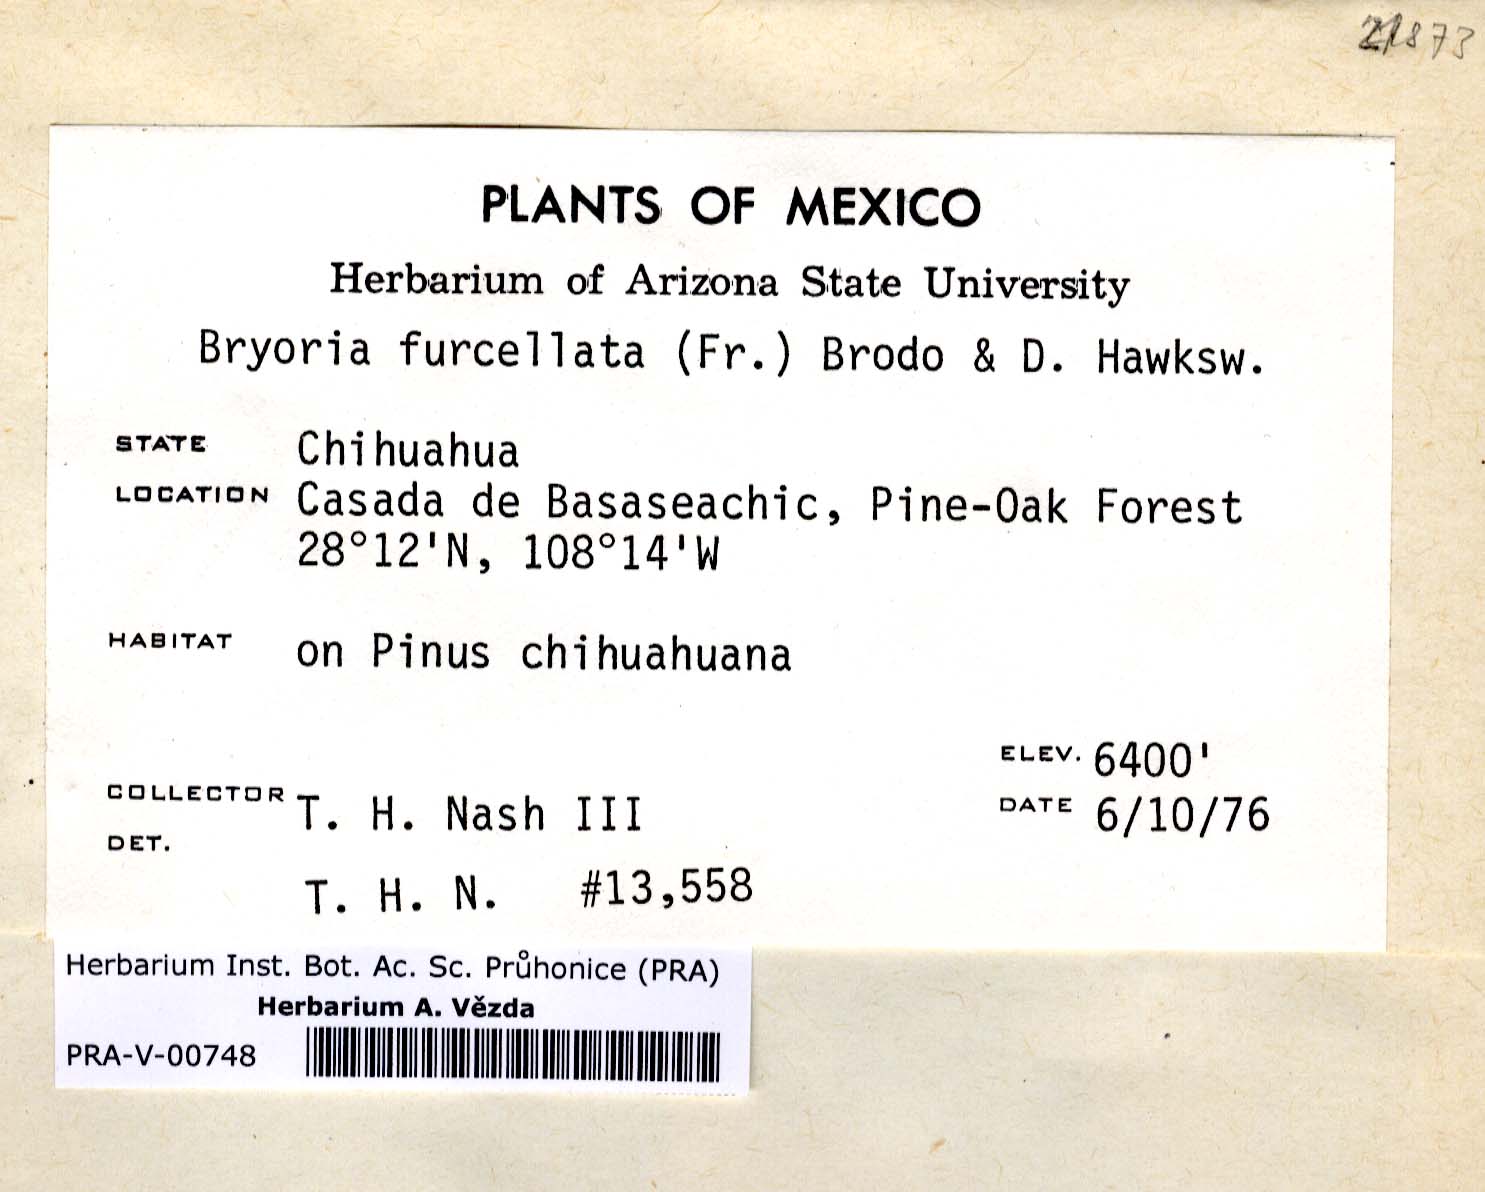 PLANTS OF MEXICO
Herbarium of Arizona State University
Bryoria furcellata (Fr.) Brodo & D. Hawksw.
STATE Chihuahua
LOCATION Casada de Basaseachic, Pine-Oak Forest
28°12'N, 108°14'W
HABITAT on Pinus chihuahuana
ELEV. 6400'
COLLECTOR T. H. Nash III
DATE 6/10/76
DET.
T. H. N. #13,558
Herbarium Inst. Bot. Ac. Sc. Průhonice (PRA)
Herbarium A. Vězda
PRA-V-00748